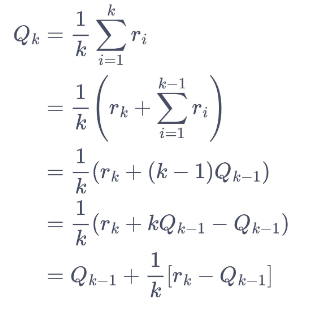 Q_k = \frac{1}{k} \sum_{i=1}^{k} r_i
= \frac{1}{k} \left( r_k + \sum_{i=1}^{k-1} r_i \right)
= \frac{1}{k} (r_k + (k-1) Q_{k-1})
= \frac{1}{k} (r_k + k Q_{k-1} - Q_{k-1})
= Q_{k-1} + \frac{1}{k} [r_k - Q_{k-1}]